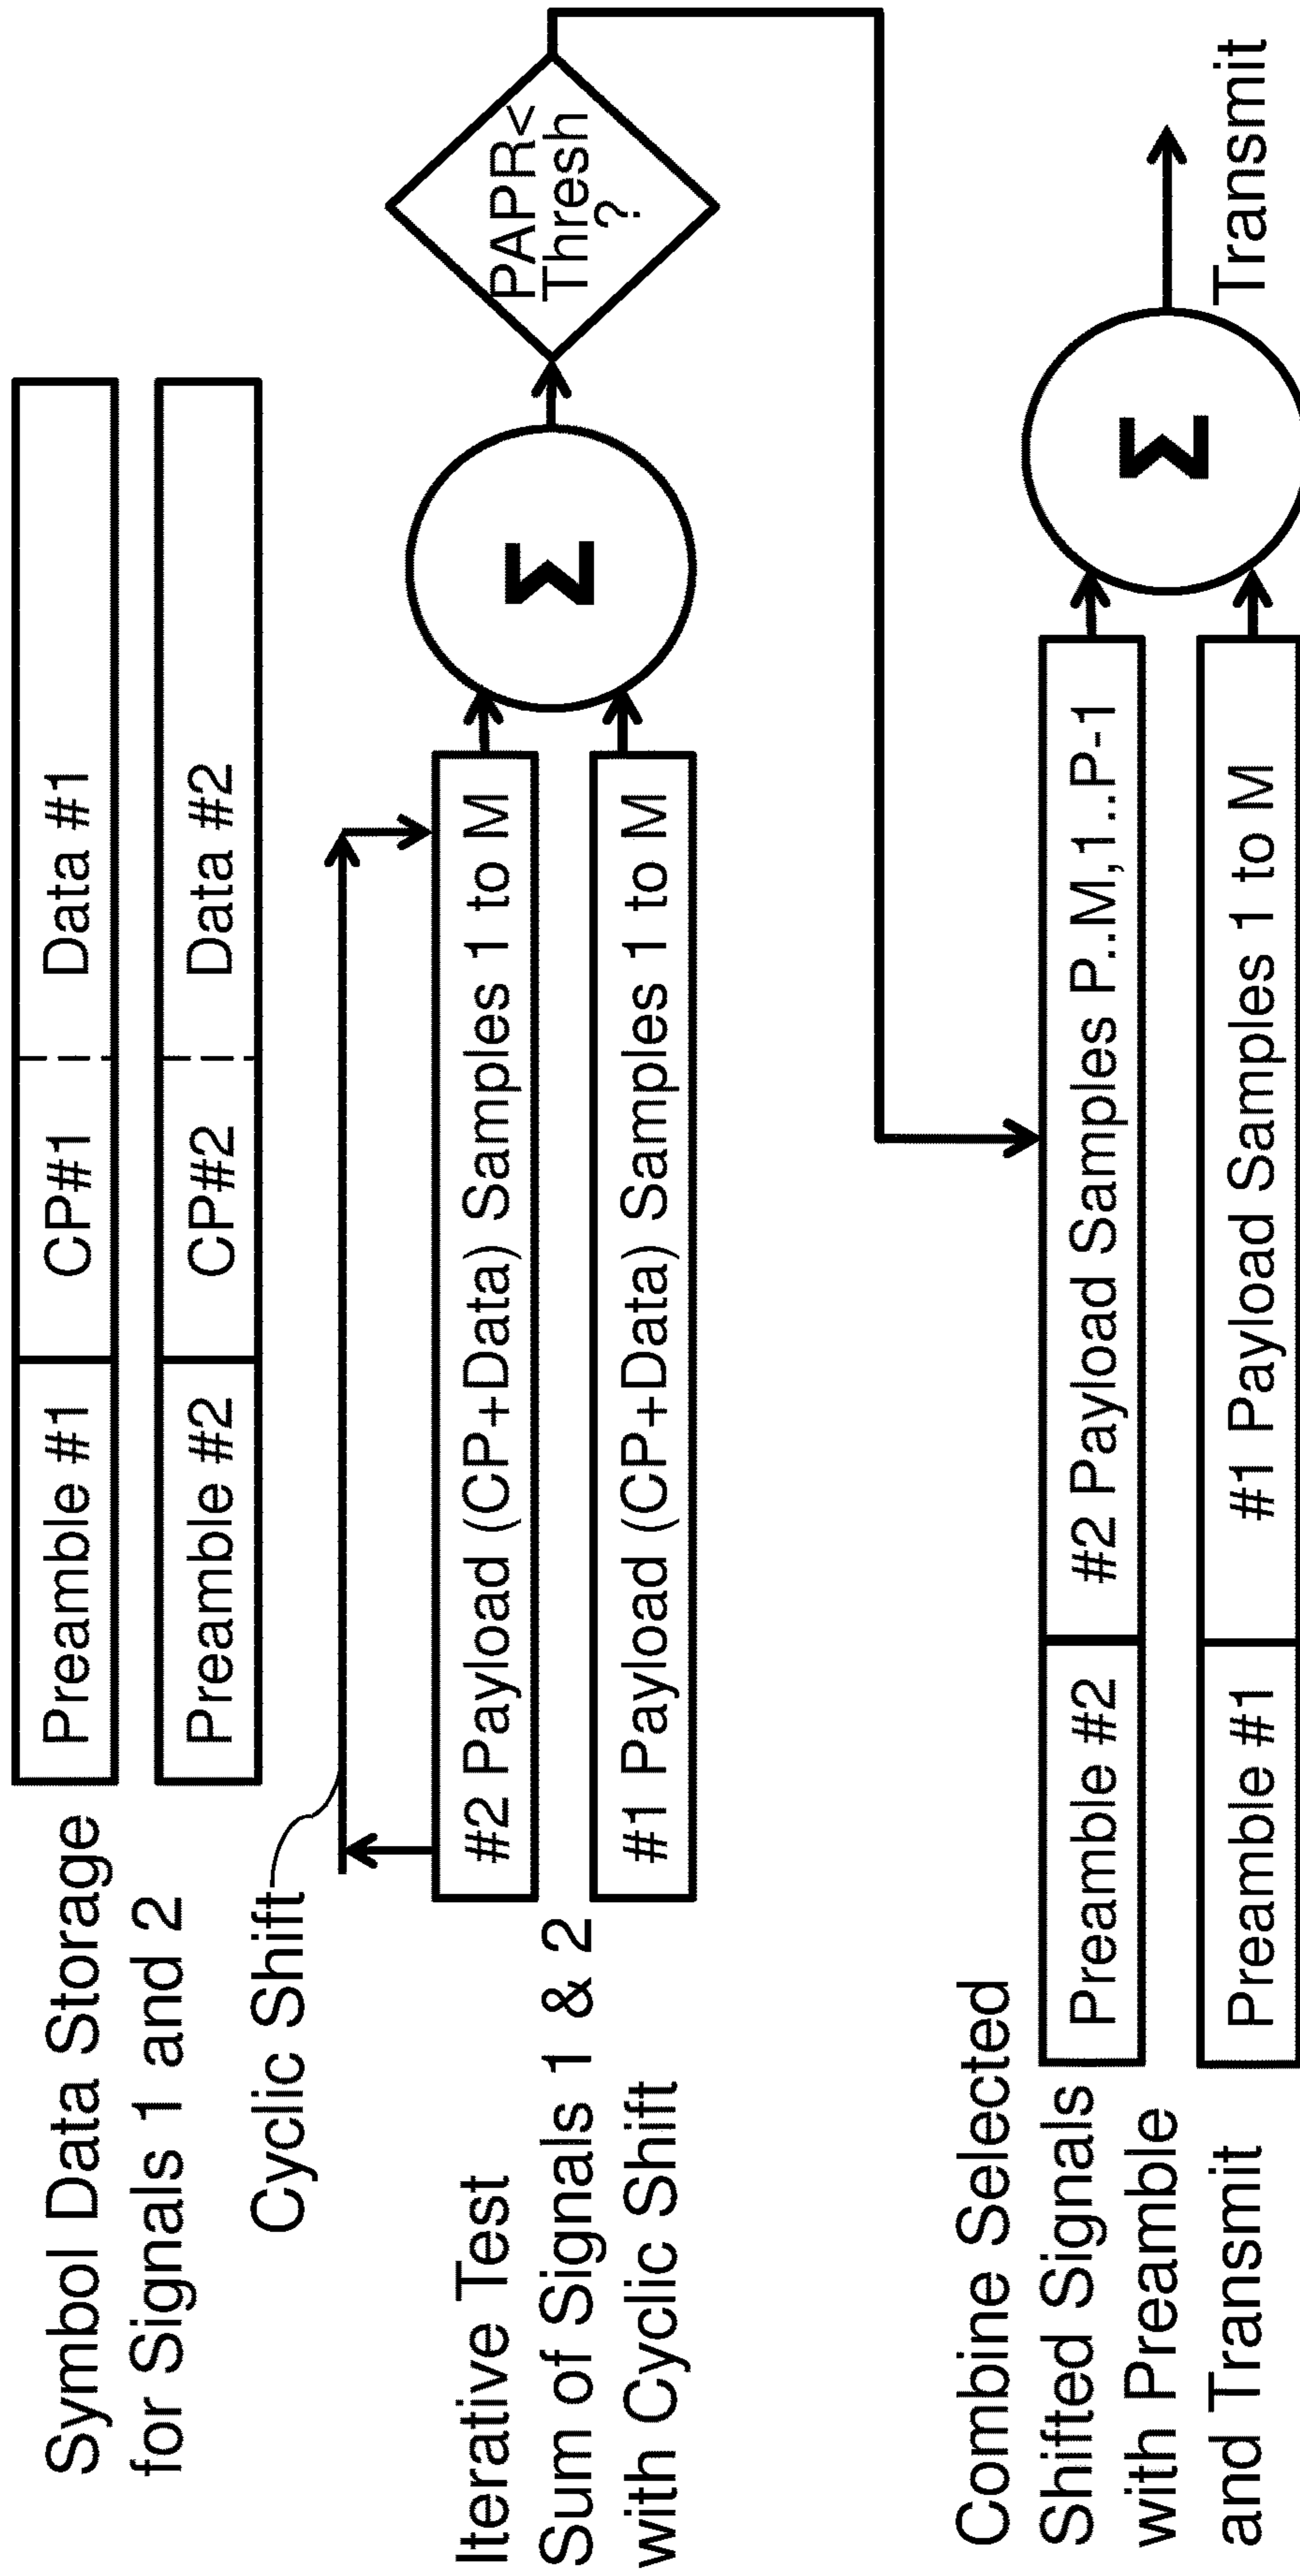 Symbol Data Storage
for Signals 1 and 2
Preamble #1
CP#1
Data #1
Preamble #2
CP#2
Data #2
Cyclic Shift
Iterative Test
Sum of Signals 1 & 2
with Cyclic Shift
#2 Payload (CP+Data) Samples 1 to M
#1 Payload (CP+Data) Samples 1 to M
Σ
PAPR<
Thresh
?
Combine Selected
Shifted Signals
with Preamble
and Transmit
Preamble #2
#2 Payload Samples P..M,1..P-1
Preamble #1
#1 Payload Samples 1 to M
Σ
Transmit